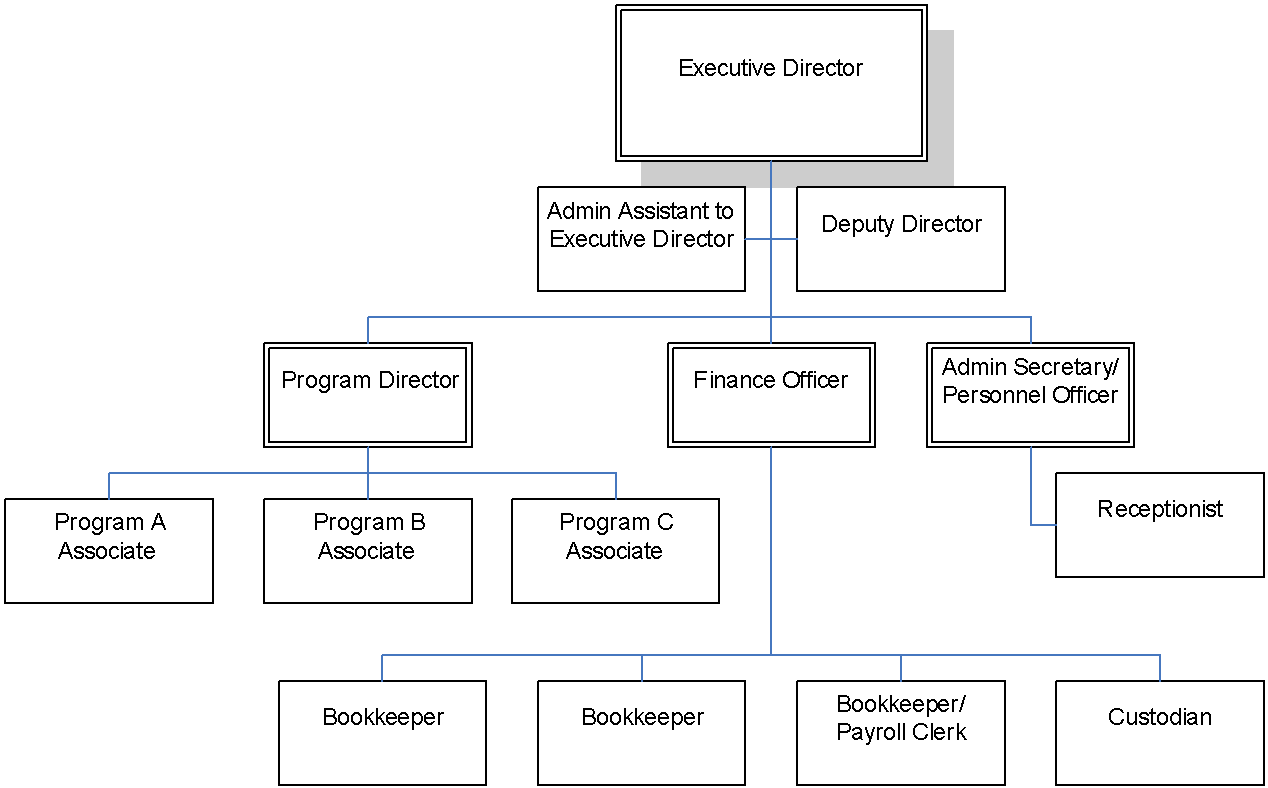 Executive Director
Admin Assistant to
Executive Director
Deputy Director
Program Director
Finance Officer
Admin Secretary/
Personnel Officer
Program A
Associate
Program B
Associate
Program C
Associate
Receptionist
Bookkeeper
Bookkeeper
Bookkeeper/
Payroll Clerk
Custodian